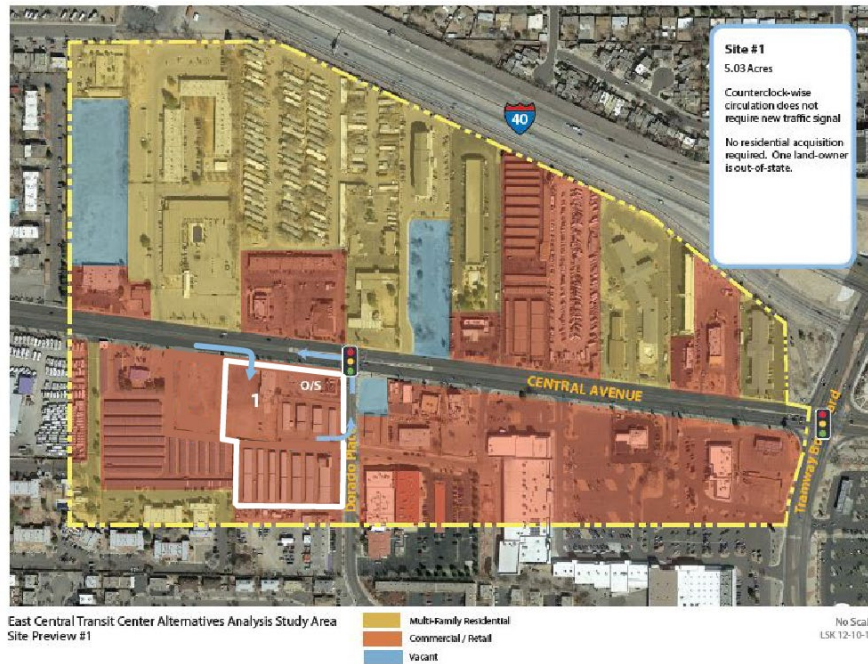 Site #1
5.03 Acres
Counterclock-wise
circulation does not
require new traffic signal
No residential acquisition
required. One land-owner
is out-of-state.
40
1
O/S
CENTRAL AVENUE
Dorado
Tramway
East Central Transit Center Alternatives Analysis Study Area
Site Preview #1
Multi-Family Residential
Commercial / Retail
Vacant
No